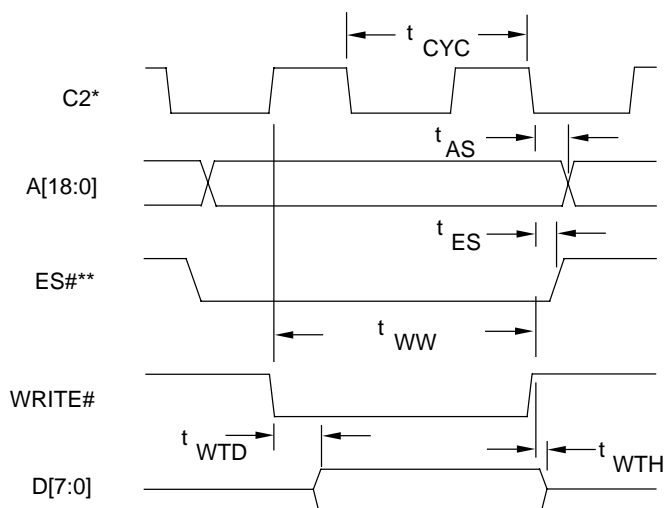 t CYC
C2*
t AS
A[18:0]
t ES
ES#**
t WW
WRITE#
t WTD
t WTH
D[7:0]